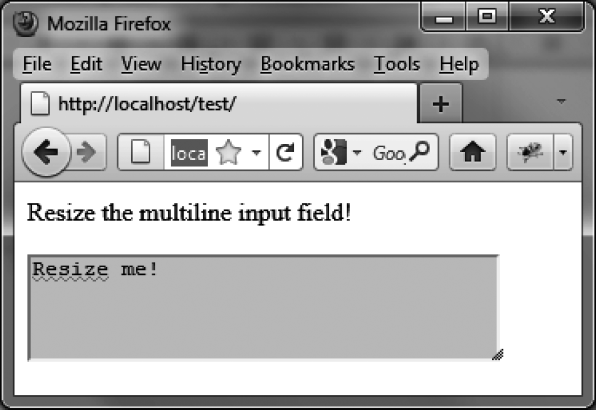 Mozilla Firefox
File Edit View History Bookmarks Tools Help
http://localhost/test/
loca Goo
Resize the multiline input field!
Resize me!